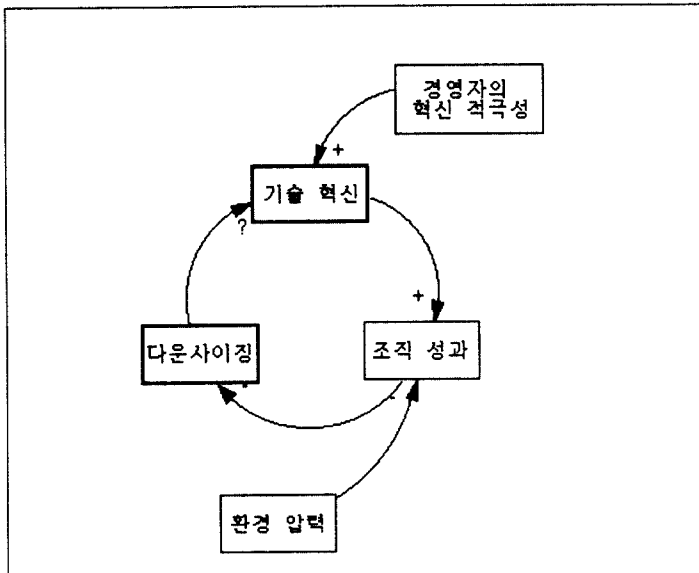 경영자의
혁신 적극성
+
기술 혁신
?
+
다운사이징
조직 성과
-
-
환경 압력